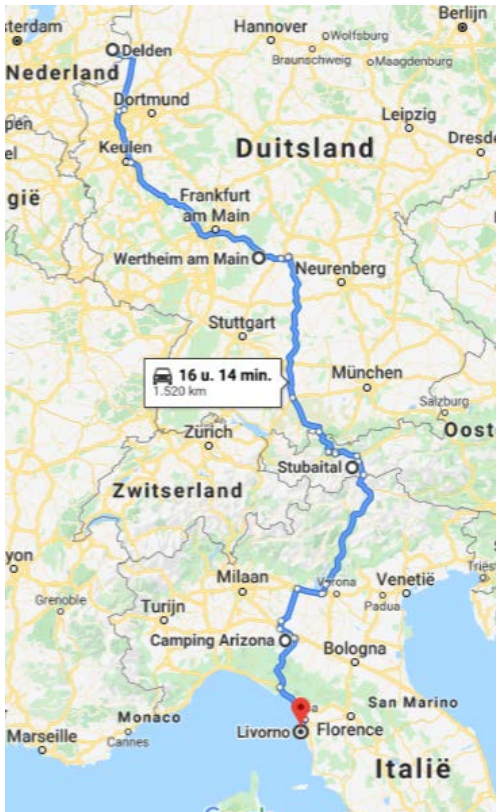 sterdam
Hannover
Berlijn
Wolfsburg
Delden
Braunschweig
Maagdenburg
Nederland
Dortmund
Leipzig
pen
Dresde
Keulen
Duitsland
el
gië
Frankfurt
am Main
Wertheim am Main
Neurenberg
Stuttgart
16 u. 14 min.
1.520 km
München
Salzburg
Zürich
Oost
Stubaital
Zwitserland
yon
Milaan
Verona
Venetië
Triës
Grenoble
Padua
Turijn
Camping Arizona
Bologna
San Marino
Monaco
Livorno
Florence
Marseille
Cannes
Italië